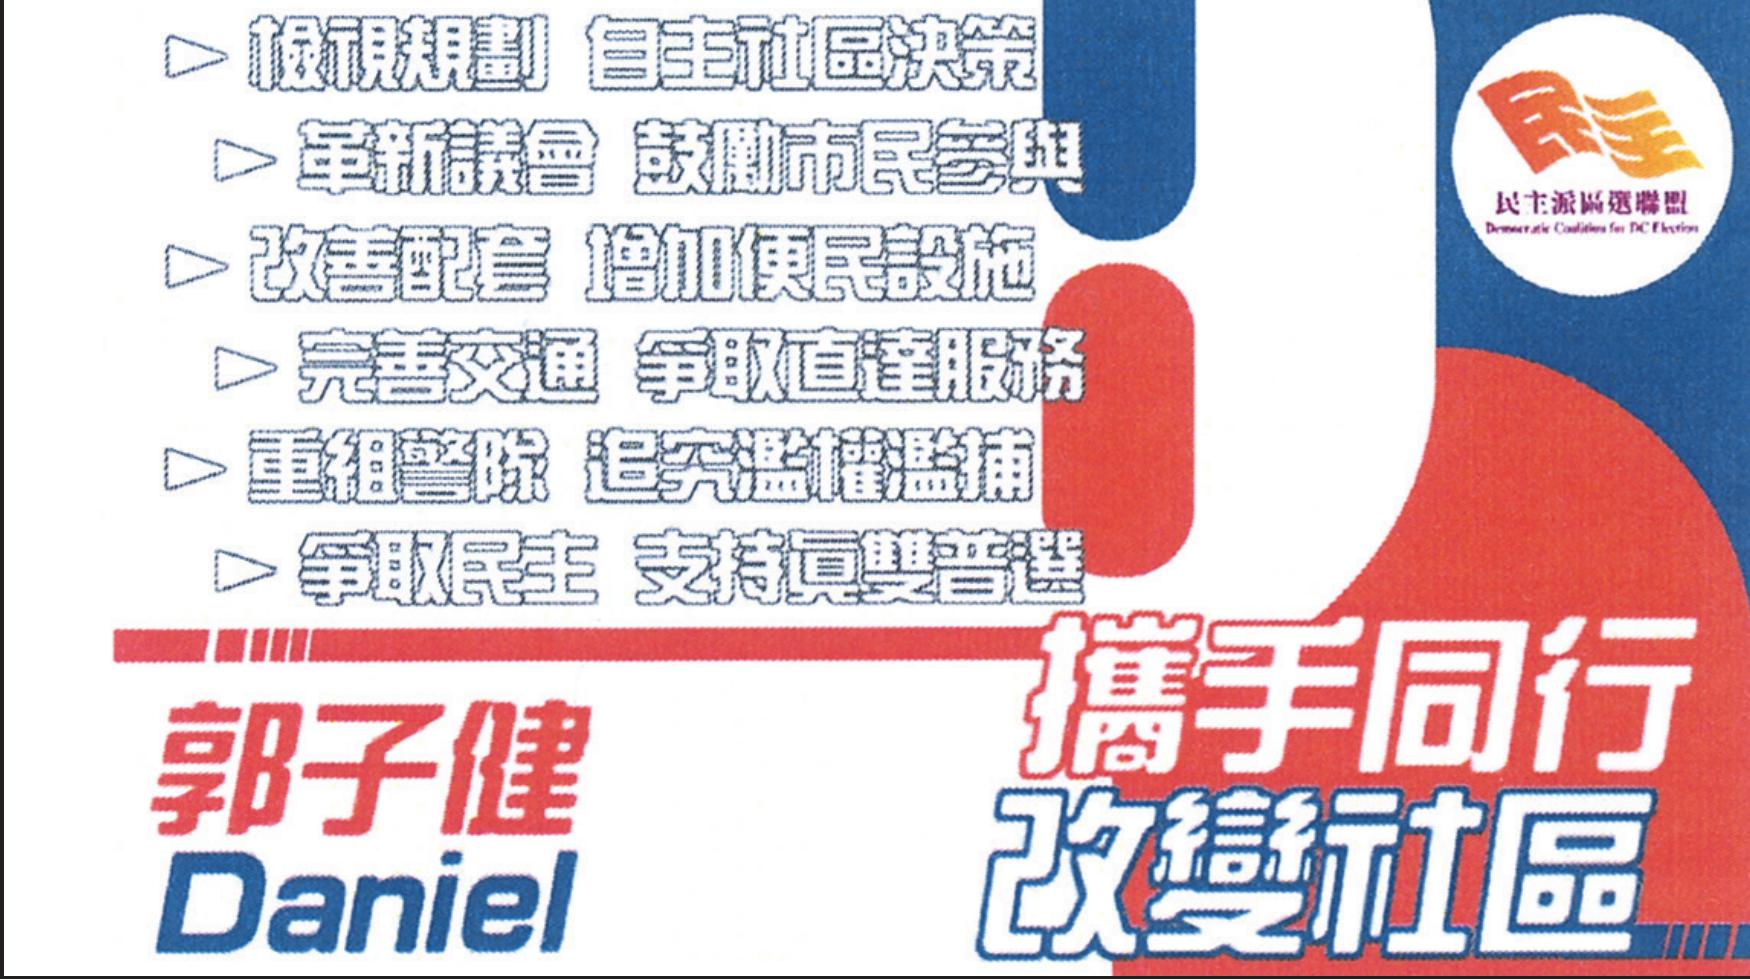 檢視規劃 自主社區決策
革新議會 鼓勵市民參與
改善配套 增加便民設施
完善交通 爭取直達服務
重組警隊 追究濫權濫捕
爭取民主 支持真雙普選
民主
民主派區選聯盟
Democratic Coalition for DC Election
攜手同行
改變社區
郭子健
Daniel